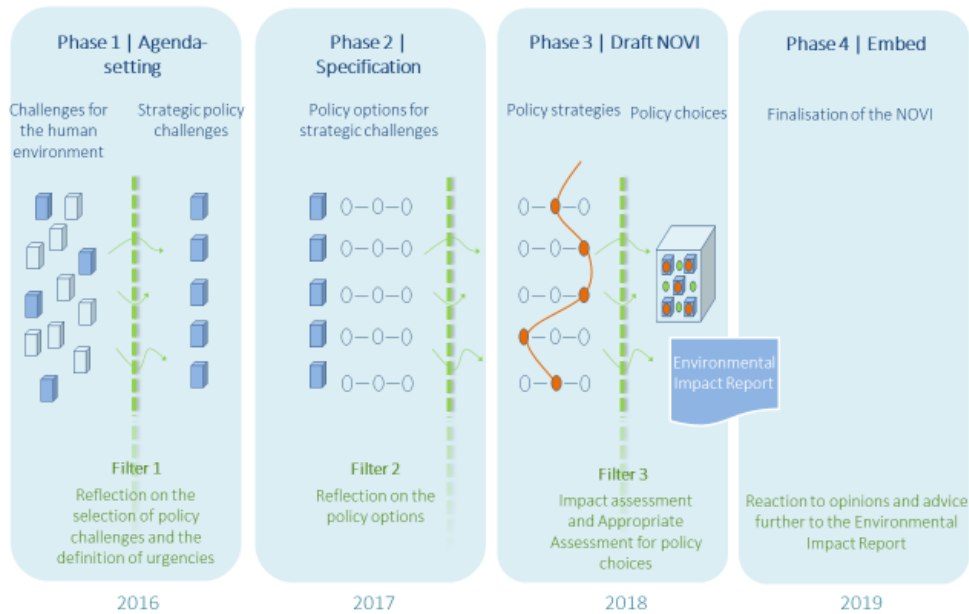 Phase 1 | Agenda-
setting
Challenges for
the human
environment
Strategic policy
challenges
Filter 1
Reflection on the
selection of policy
challenges and the
definition of urgencies
2016
Phase 2 |
Specification
Policy options for
strategic challenges
Filter 2
Reflection on the
policy options
2017
Phase 3 | Draft NOVI
Policy strategies
Policy choices
Environmental
Impact Report
Filter 3
Impact assessment
and Appropriate
Assessment for policy
choices
2018
Phase 4 | Embed
Finalisation of the NOVI
Reaction to opinions and advice
further to the Environmental
Impact Report
2019